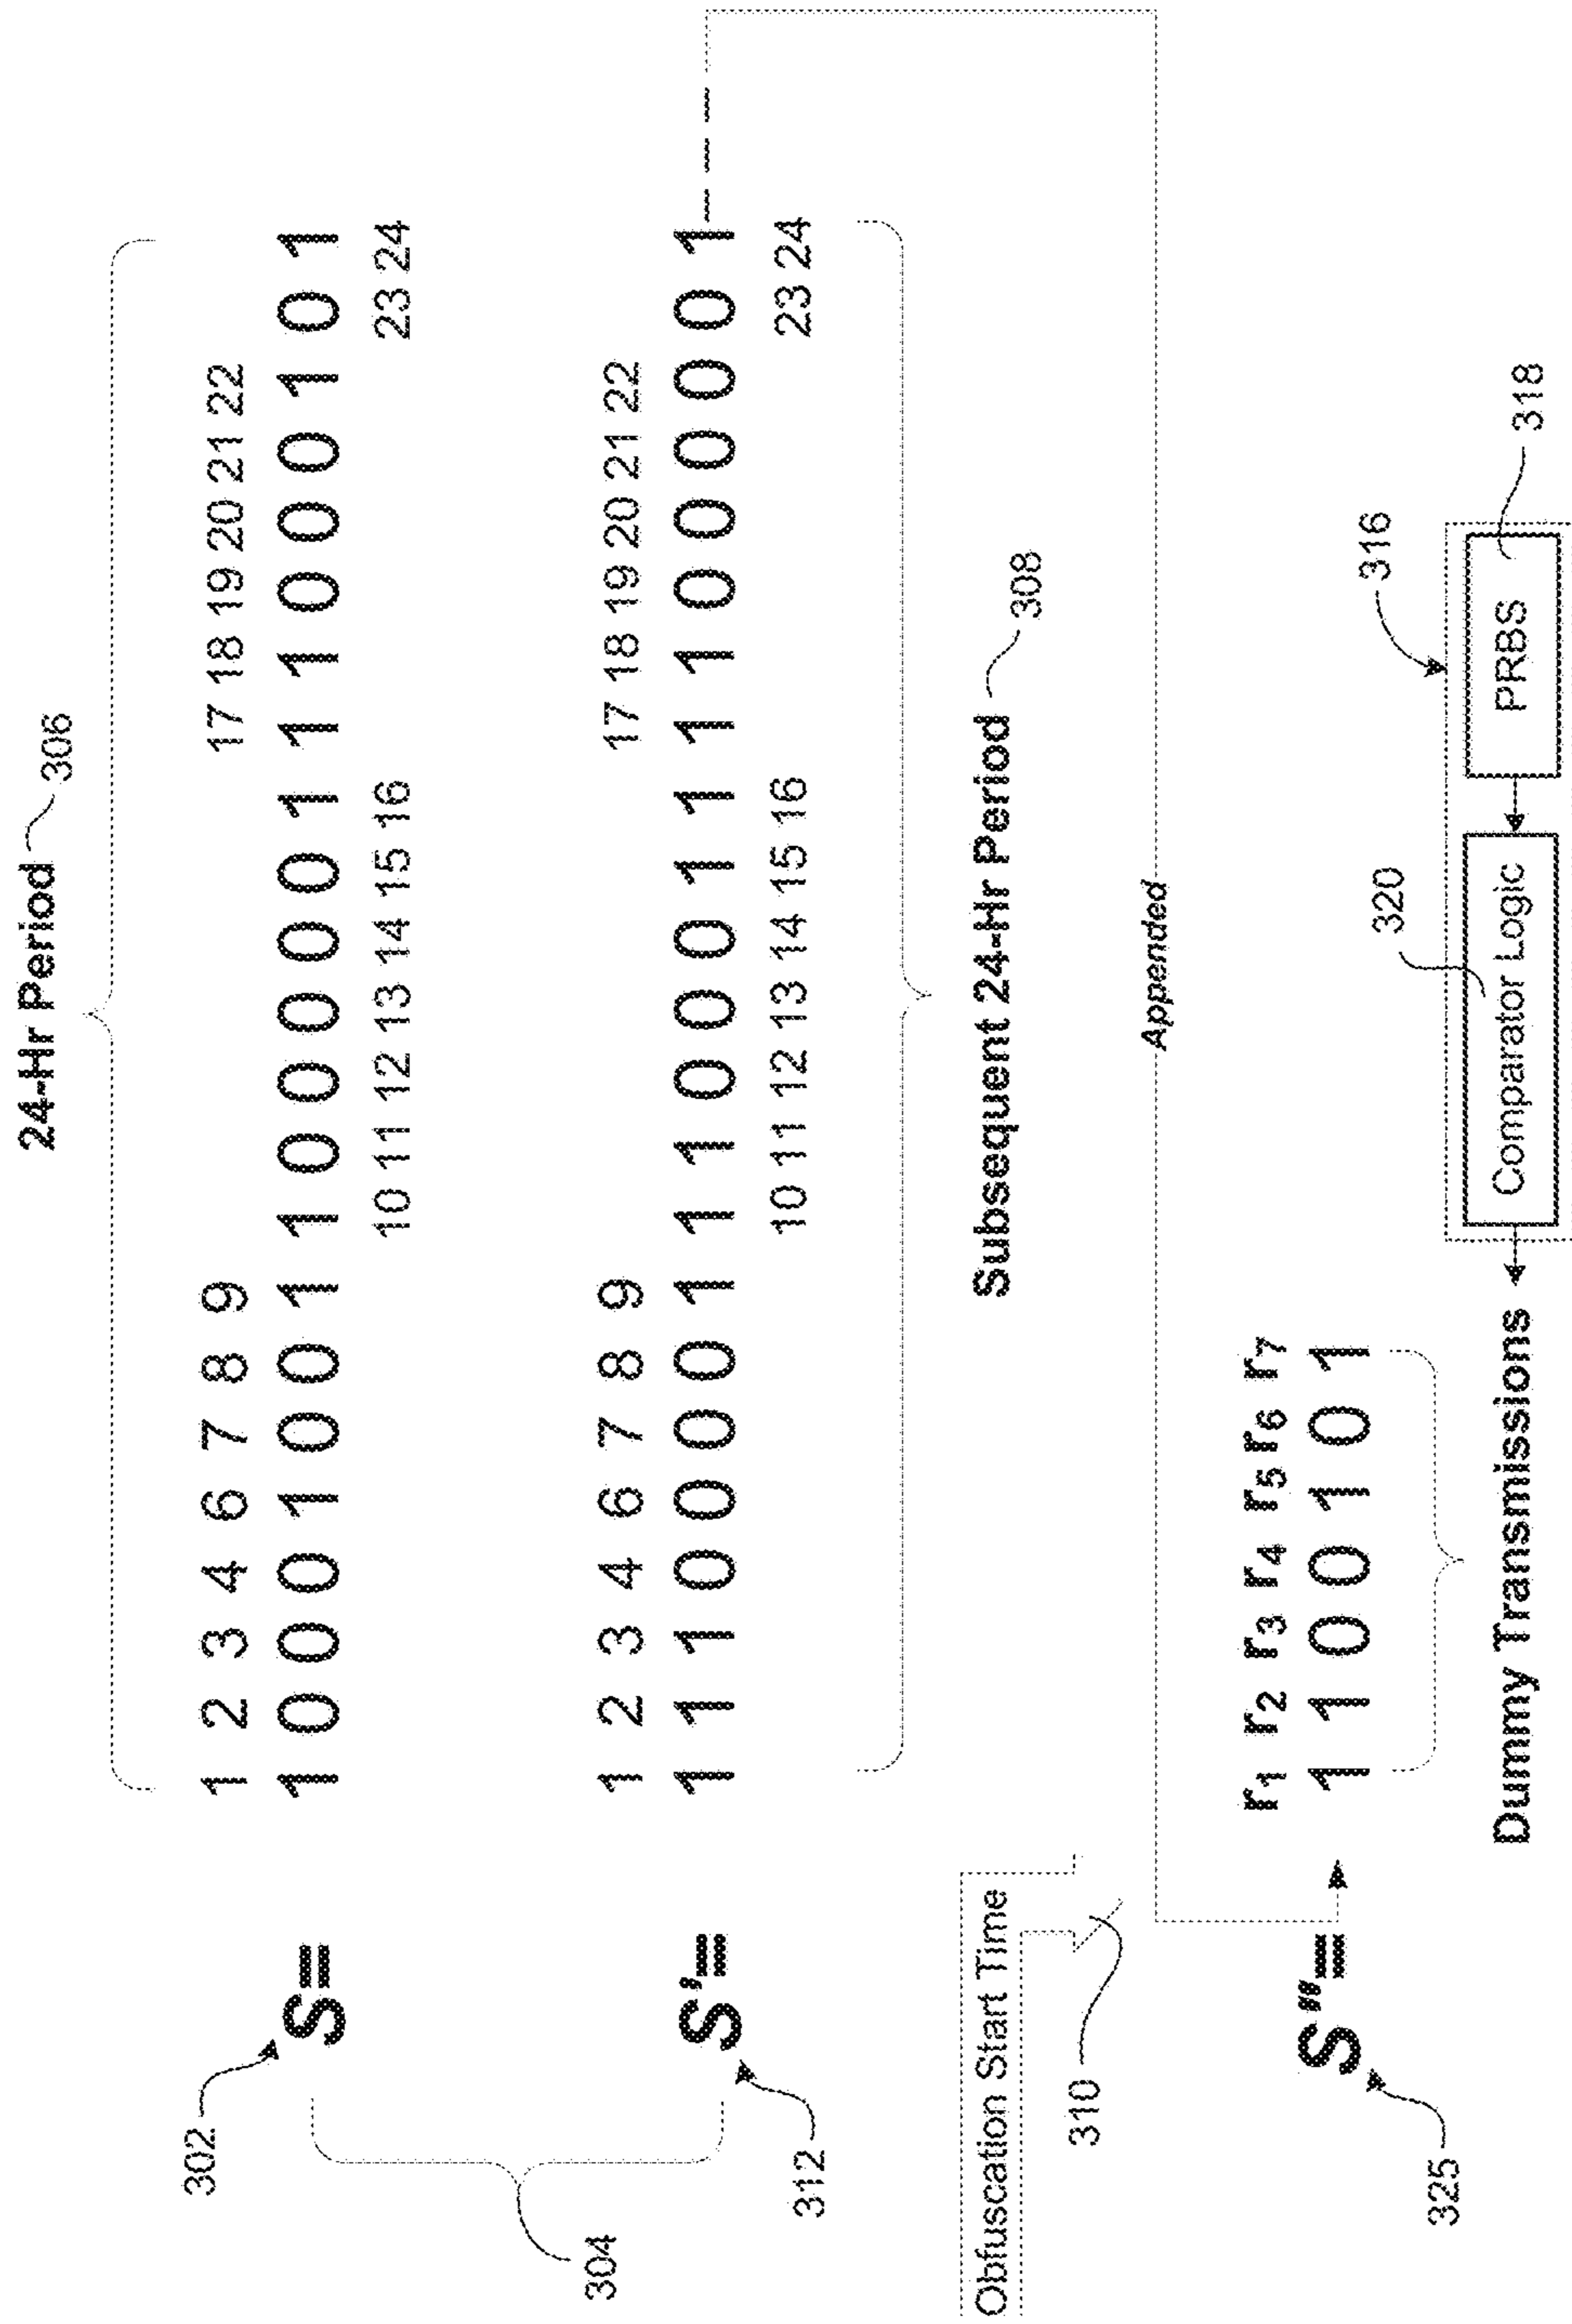 24-Hr Period 306
1 2 3 4 6 7 8 9 17 18 19 20 21 22
302 S= 1 0 0 0 1 0 0 1 1 0 0 0 0 0 1 1 1 0 0 0 1 0 1
10 11 12 13 14 15 16 23 24
304
1 2 3 4 6 7 8 9 17 18 19 20 21 22
312 S'= 1 1 1 0 0 0 0 1 1 1 0 0 0 1 1 1 1 0 0 0 0 0 1
10 11 12 13 14 15 16 23 24
Subsequent 24-Hr Period 308
Obfuscation Start Time
310
Appended
r1 r2 r3 r4 r5 r6 r7
325 S"= 1 1 0 0 1 0 1
320 316 318
Dummy Transmissions
Comparator Logic
PRBS